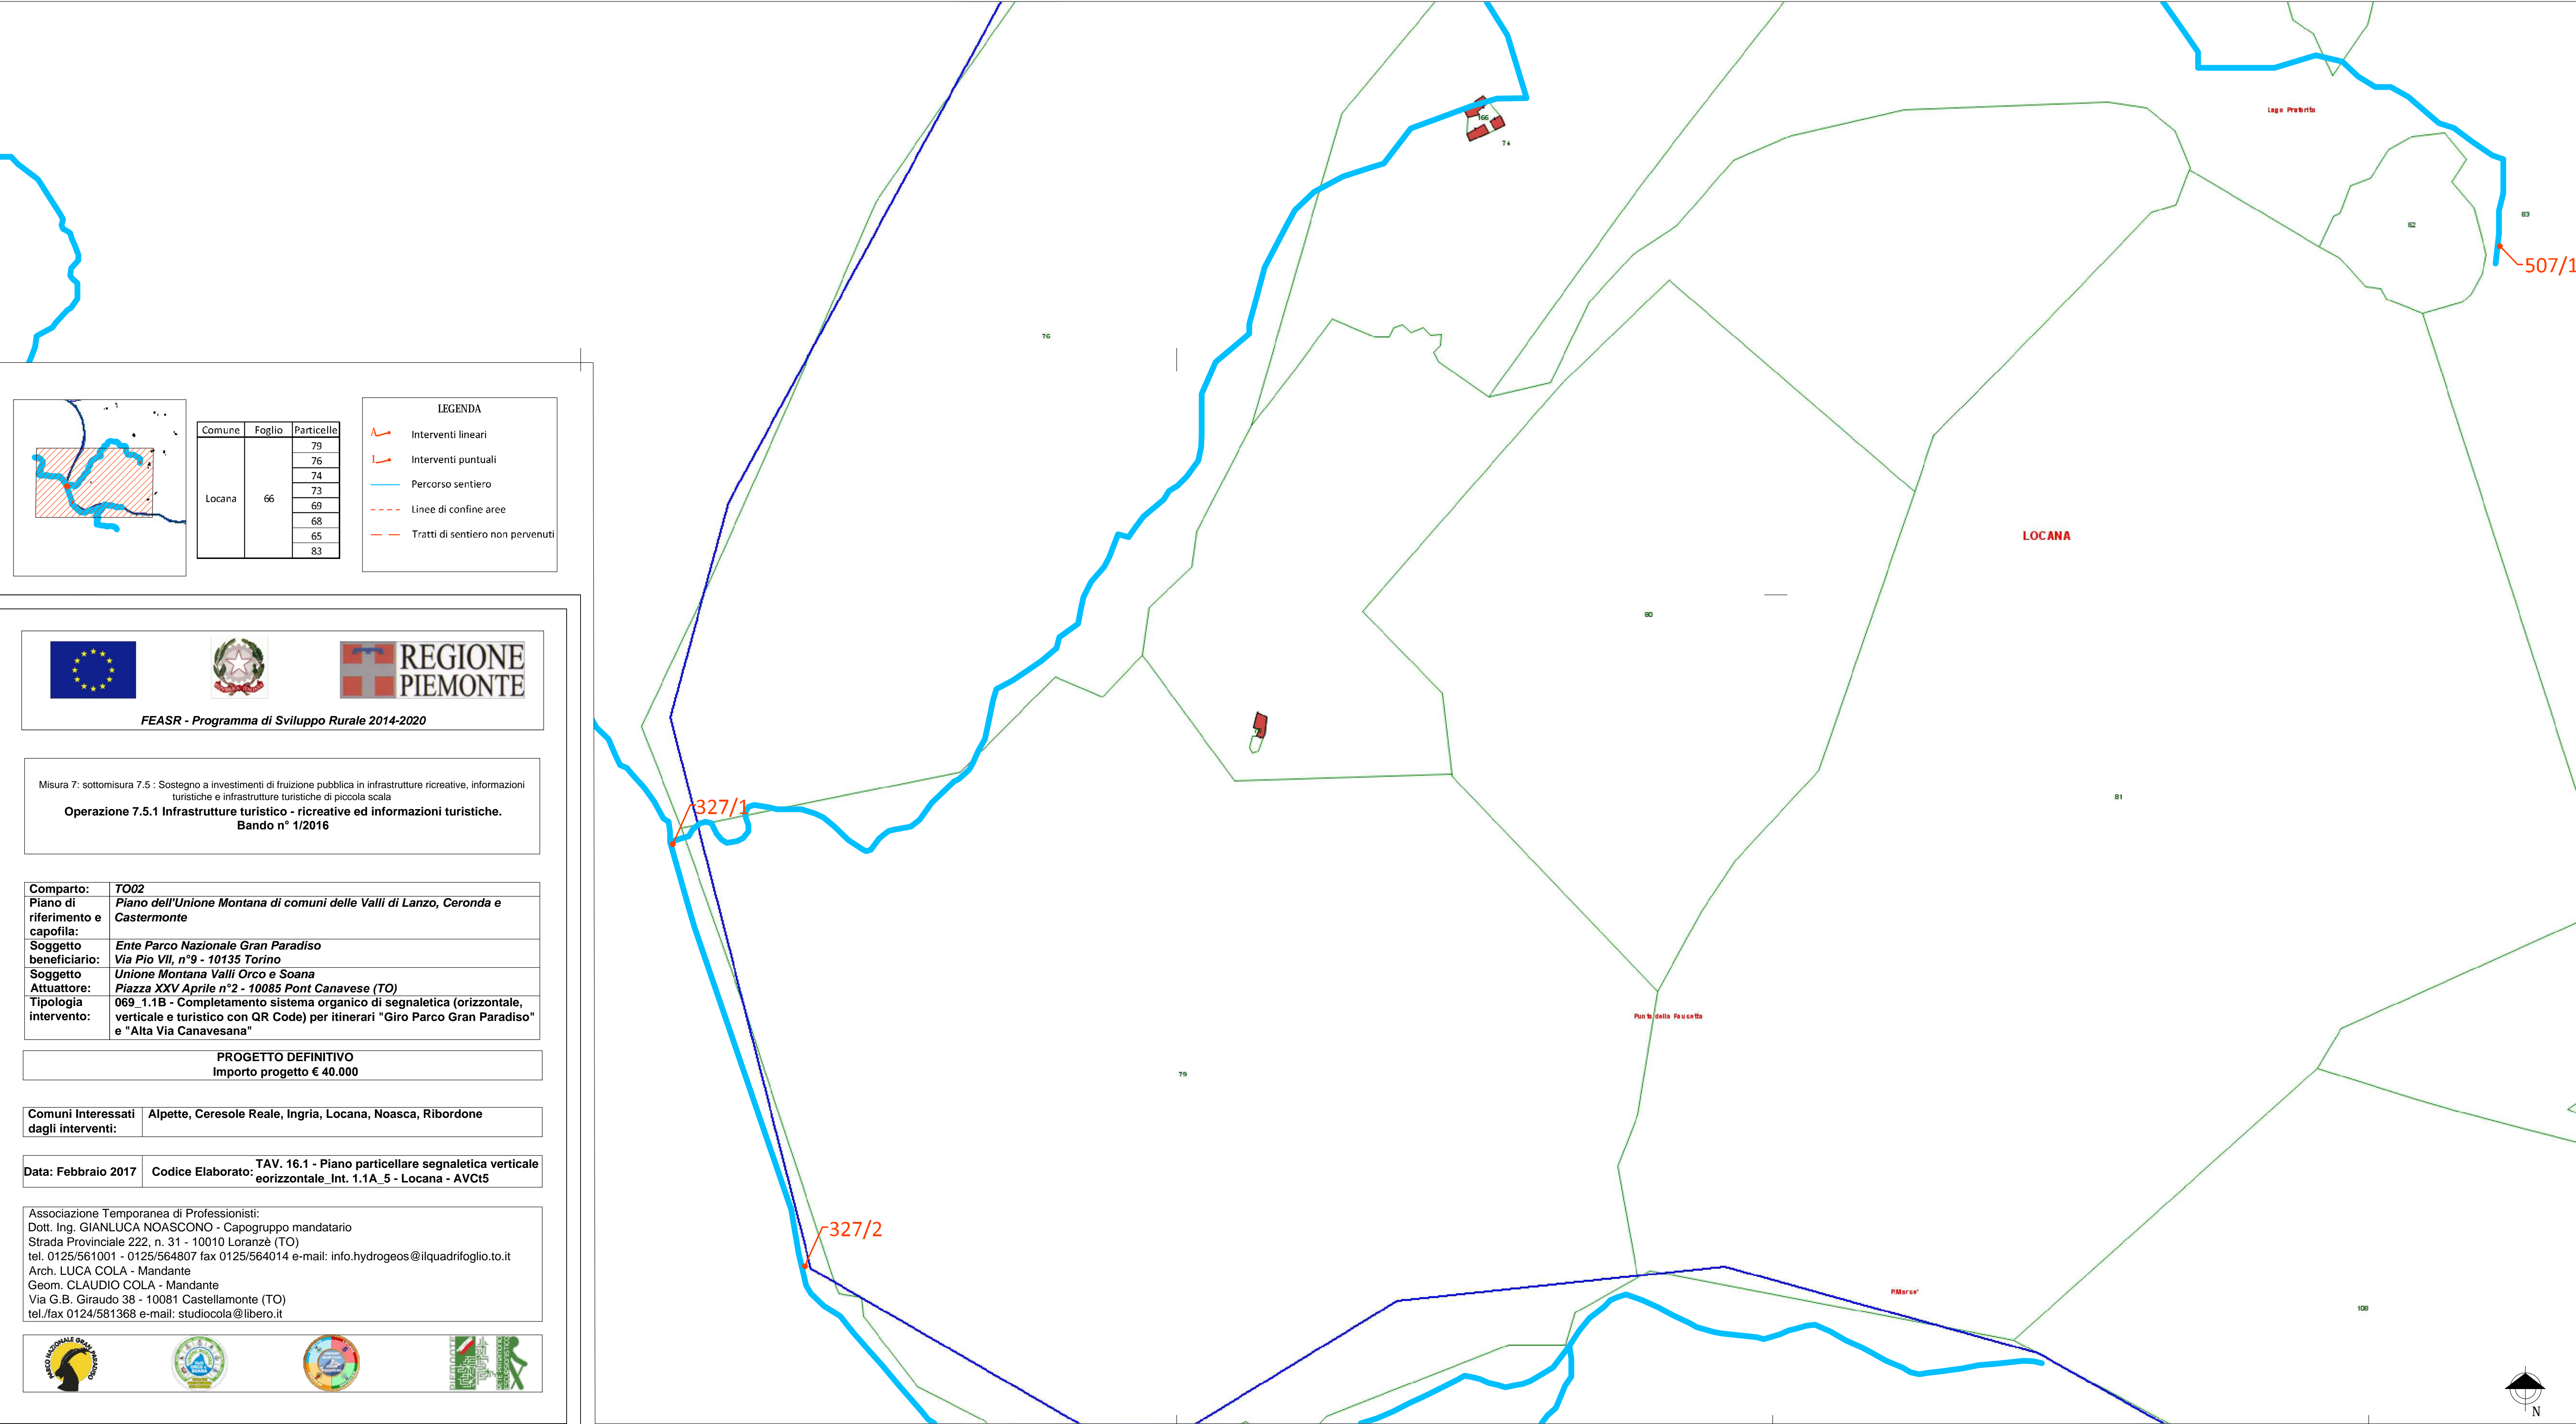 Lago Pratorita
166
74
83
82
507/1
76
LEGENDA
A
Interventi lineari
1
Interventi puntuali
Percorso sentiero
Linee di confine aree
Tratti di sentiero non pervenuti
Comune Foglio Particelle
79
76
74
73
Locana 66
69
68
65
83
LOCANA
80
81
REGIONE
PIEMONTE
FEASR - Programma di Sviluppo Rurale 2014-2020
Misura 7: sottomisura 7.5 : Sostegno a investimenti di fruizione pubblica in infrastrutture ricreative, informazioni
turistiche e infrastrutture turistiche di piccola scala
Operazione 7.5.1 Infrastrutture turistico - ricreative ed informazioni turistiche.
Bando n° 1/2016
327/1
Comparto: TO02
Piano di riferimento e capofila: Piano dell'Unione Montana di comuni delle Valli di Lanzo, Ceronda e
Castermonte
Soggetto beneficiario: Ente Parco Nazionale Gran Paradiso
Via Pio VII, n°9 - 10135 Torino
Soggetto Attuattore: Unione Montana Valli Orco e Soana
Piazza XXV Aprile n°2 - 10085 Pont Canavese (TO)
Tipologia intervento: 069_1.1B - Completamento sistema organico di segnaletica (orizzontale,
verticale e turistico con QR Code) per itinerari "Giro Parco Gran Paradiso"
e "Alta Via Canavesana"
PROGETTO DEFINITIVO
Importo progetto € 40.000
Comuni Interessati dagli interventi: Alpette, Ceresole Reale, Ingria, Locana, Noasca, Ribordone
Data: Febbraio 2017
Codice Elaborato: TAV. 16.1 - Piano particellare segnaletica verticale
eorizzontale_Int. 1.1A_5 - Locana - AVCt5
Associazione Temporanea di Professionisti:
Dott. Ing. GIANLUCA NOASCONO - Capogruppo mandatario
Strada Provinciale 222, n. 31 - 10010 Loranzè (TO)
tel. 0125/561001 - 0125/564807 fax 0125/564014 e-mail: info.hydrogeos@ilquadrifoglio.to.it
Arch. LUCA COLA - Mandante
Geom. CLAUDIO COLA - Mandante
Via G.B. Giraudo 38 - 10081 Castellamonte (TO)
tel./fax 0124/581368 e-mail: studiocola@libero.it
PARCO NAZIONALE GRAN PARADISO
Punta della Fausetta
79
327/2
P.Marse'
108
N